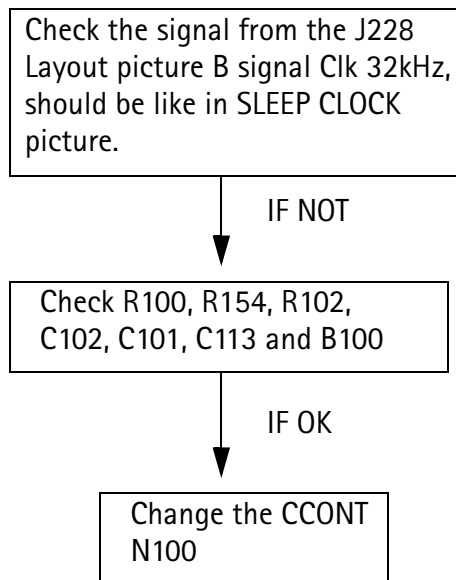 Check the signal from the J228
Layout picture B signal Clk 32kHz,
should be like in SLEEP CLOCK
picture.
IF NOT
Check R100, R154, R102,
C102, C101, C113 and B100
IF OK
Change the CCONT
N100